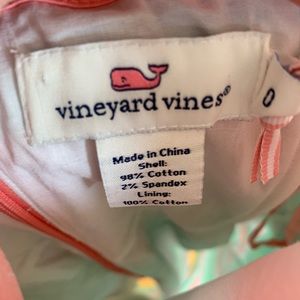 vineyard vines®
0
Made in China
Shell:
98% Cotton
2% Spandex
Lining:
100% Cotton